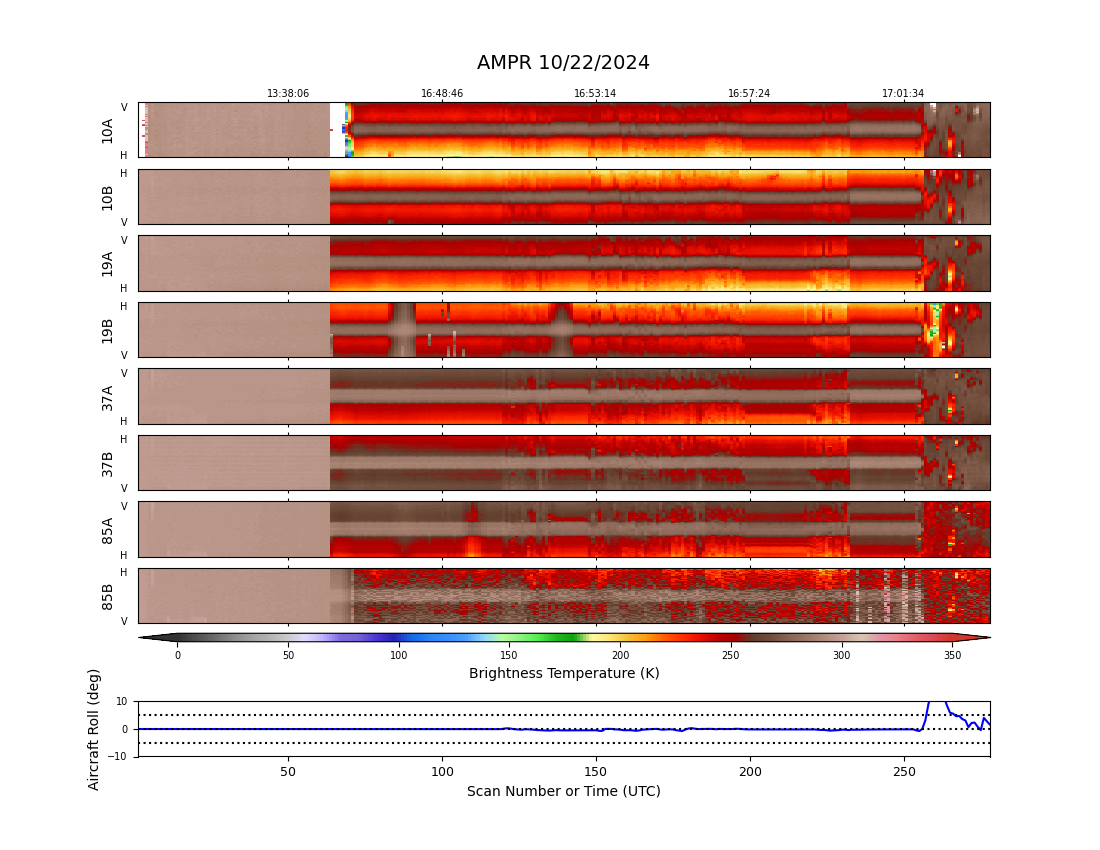 AMPR 10/22/2024
13:38:06 16:48:46 16:53:14 16:57:24 17:01:34
V
10A
H
H
10B
V
V
19A
H
H
19B
V
V
37A
H
H
37B
V
V
85A
H
H
85B
V
0 50 100 150 200 250 300 350
Brightness Temperature (K)
Aircraft Roll (deg)
10
0
−10
50 100 150 200 250
Scan Number or Time (UTC)